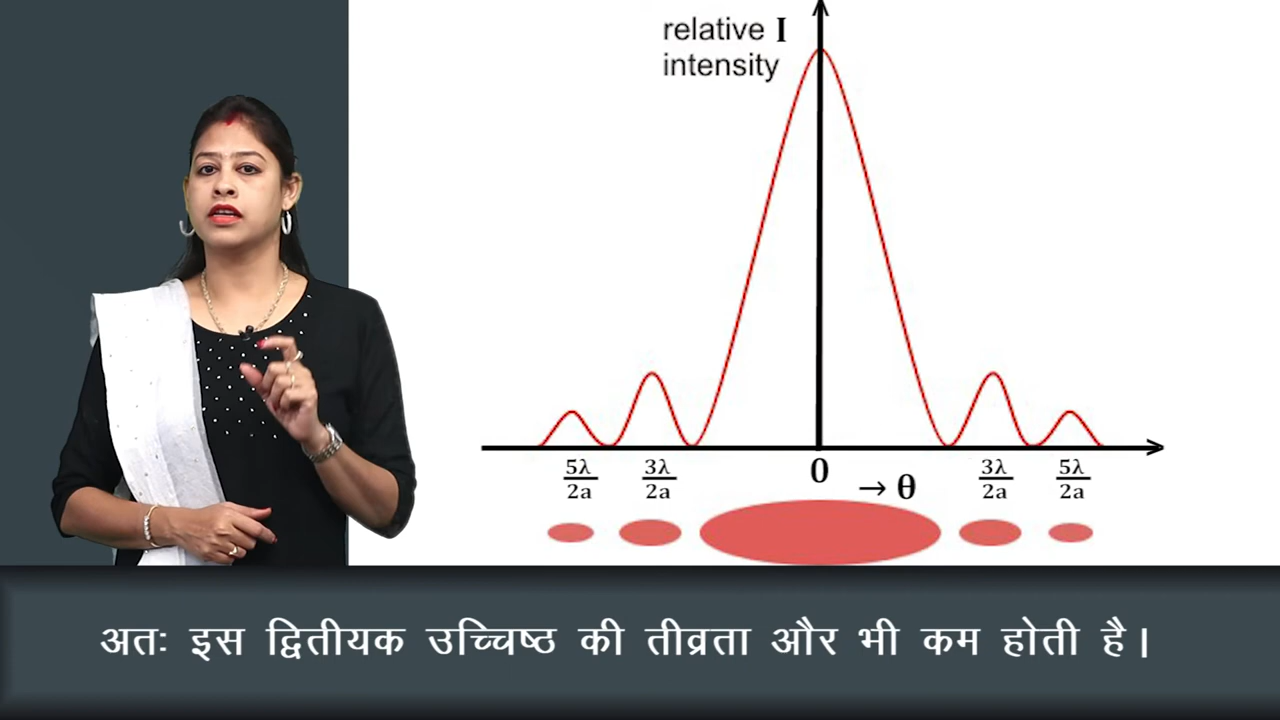 relative I
intensity
5λ/2a 3λ/2a 0 → θ 3λ/2a 5λ/2a
अतः इस द्वितीयक उच्चिष्ठ की तीव्रता और भी कम होती है।